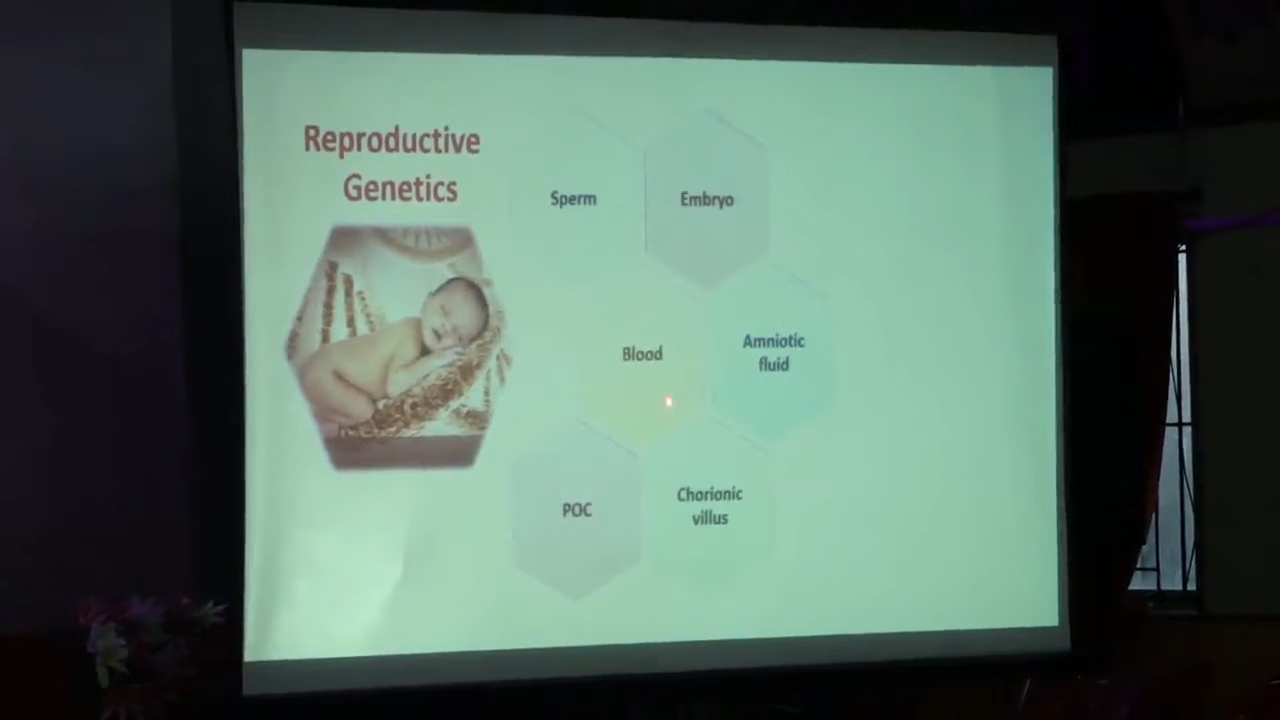 Reproductive
Genetics
Sperm
Embryo
Blood
Amniotic
fluid
POC
Chorionic
villus